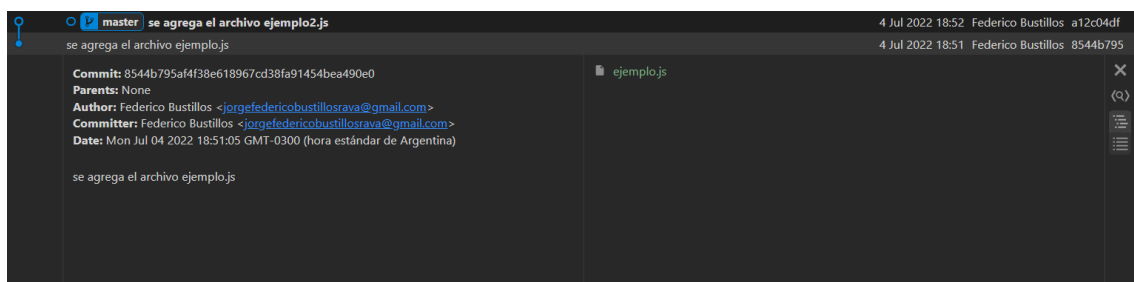 master se agrega el archivo ejemplo2.js 4 Jul 2022 18:52 Federico Bustillos a12c04df
se agrega el archivo ejemplo.js 4 Jul 2022 18:51 Federico Bustillos 8544b795
Commit: 8544b795af4f38e618967cd38fa91454bea490e0
Parents: None
Author: Federico Bustillos <jorgefedericobustillosrava@gmail.com>
Committer: Federico Bustillos <jorgefedericobustillosrava@gmail.com>
Date: Mon Jul 04 2022 18:51:05 GMT-0300 (hora estándar de Argentina)
se agrega el archivo ejemplo.js
ejemplo.js